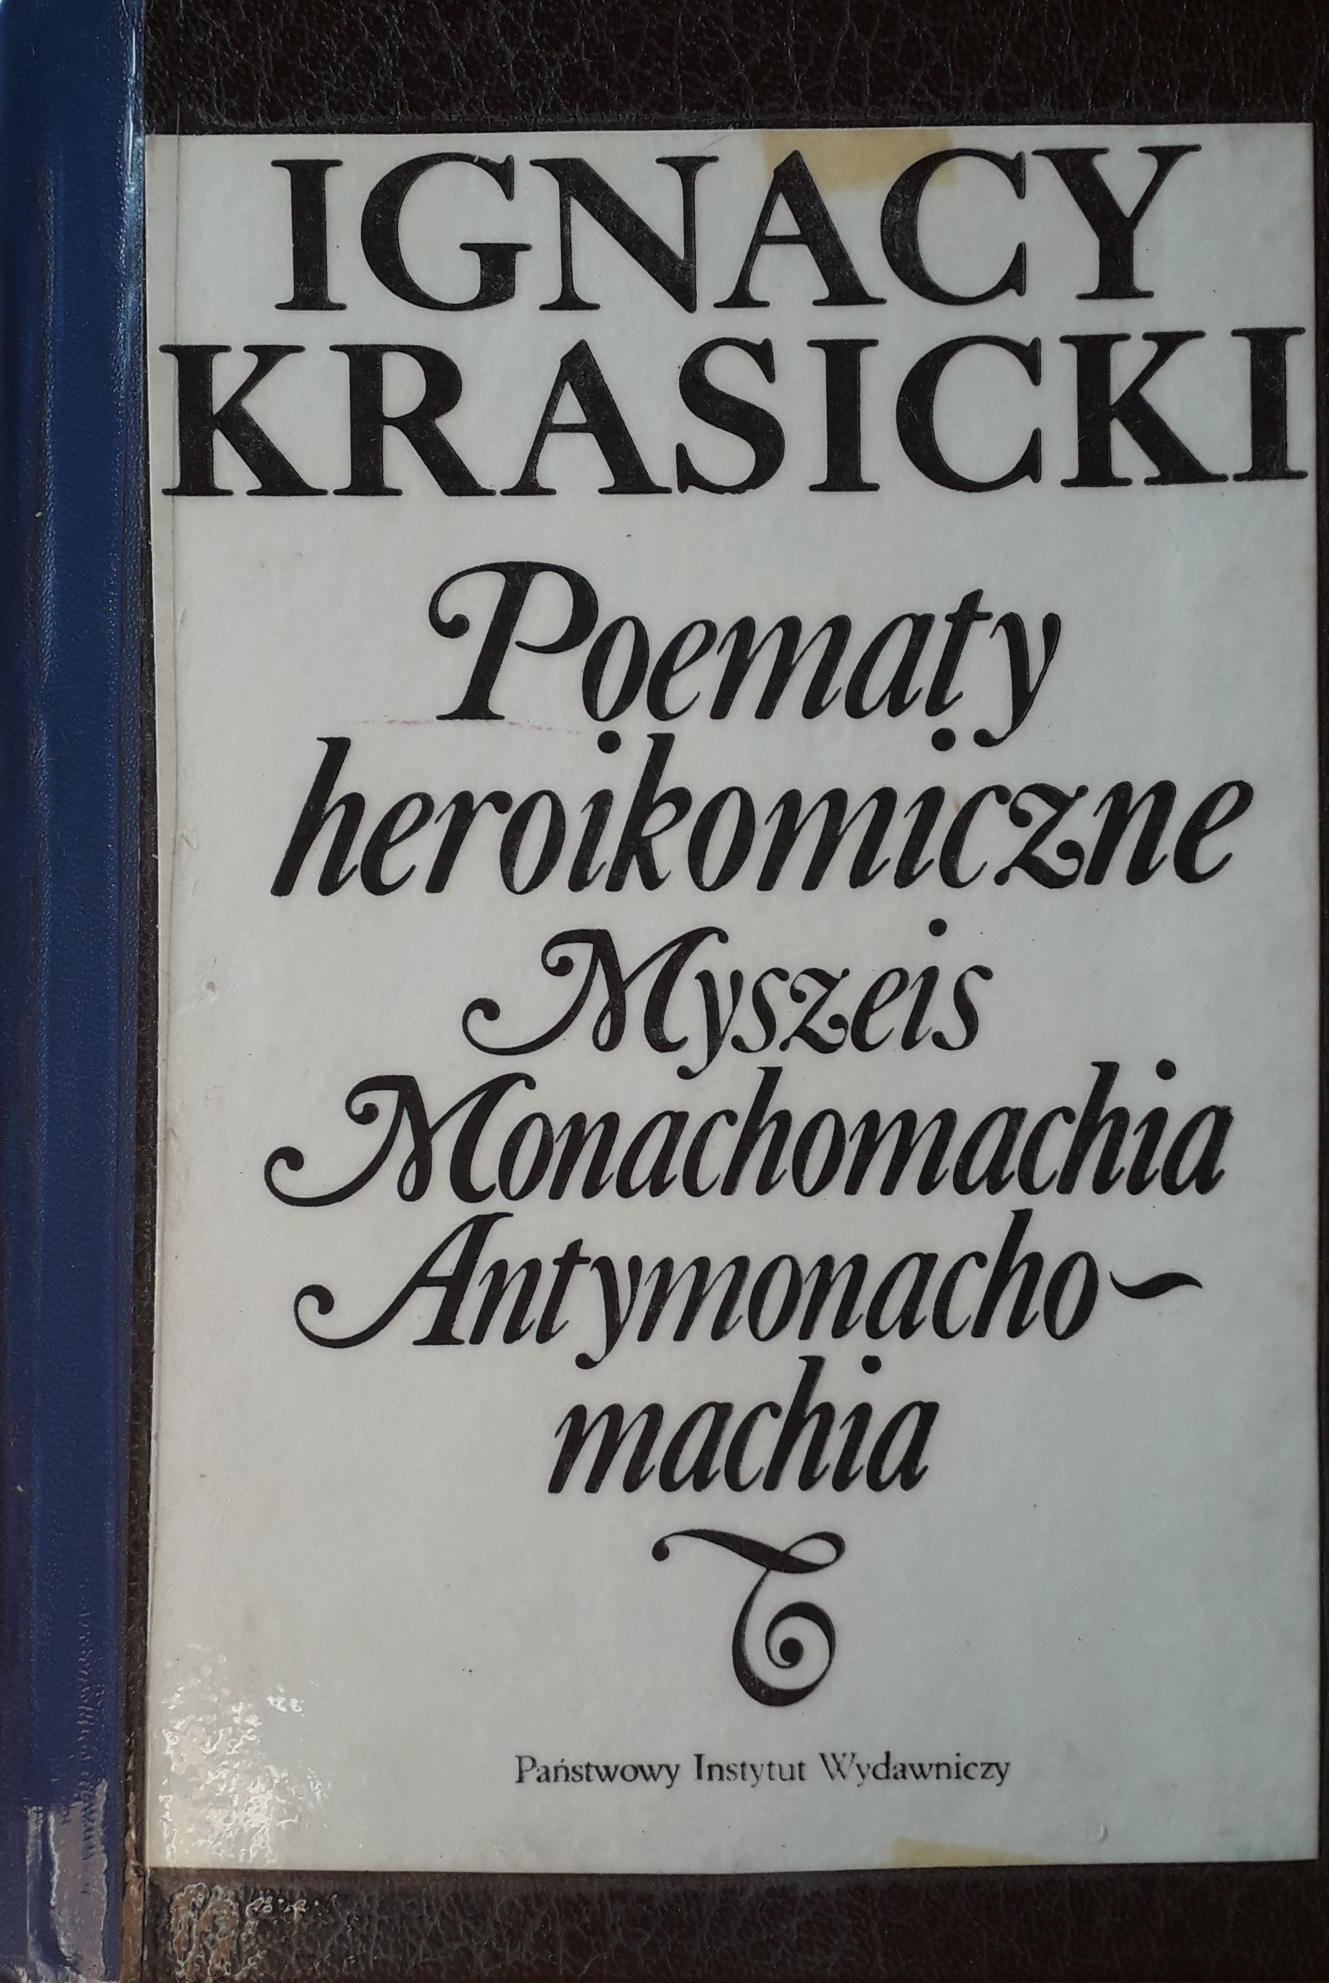 IGNACY
KRASICKI
Poematy
heroikomiczne
Myszeis
Monachomachia
Antymonacho-
machia
Państwowy Instytut Wydawniczy